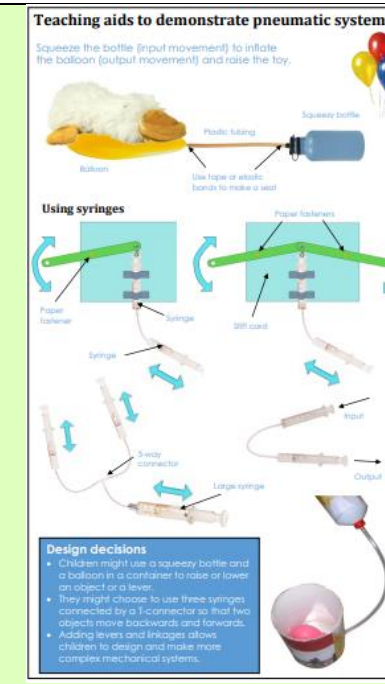 Teaching aids to demonstrate pneumatic system
Squeeze the bottle (input movement) to inflate
the balloon (output movement) and raise the toy.
Squeezy bottle
Plastic tubing
Balloon
Use tape or elastic
bands to make a seal
Using syringes
Paper fasteners
Paper
fastener
Syringe
Stiff card
Syringe
Input
3-way
connector
Output
Large syringe
Design decisions
• Children might use a squeezy bottle and
a balloon in a container to raise or lower
an object or a lever.
• They might choose to use three syringes
connected by a T-connector so that two
objects move backwards and forwards.
• Adding levers and linkages allows
children to design and make more
complex mechanical systems.